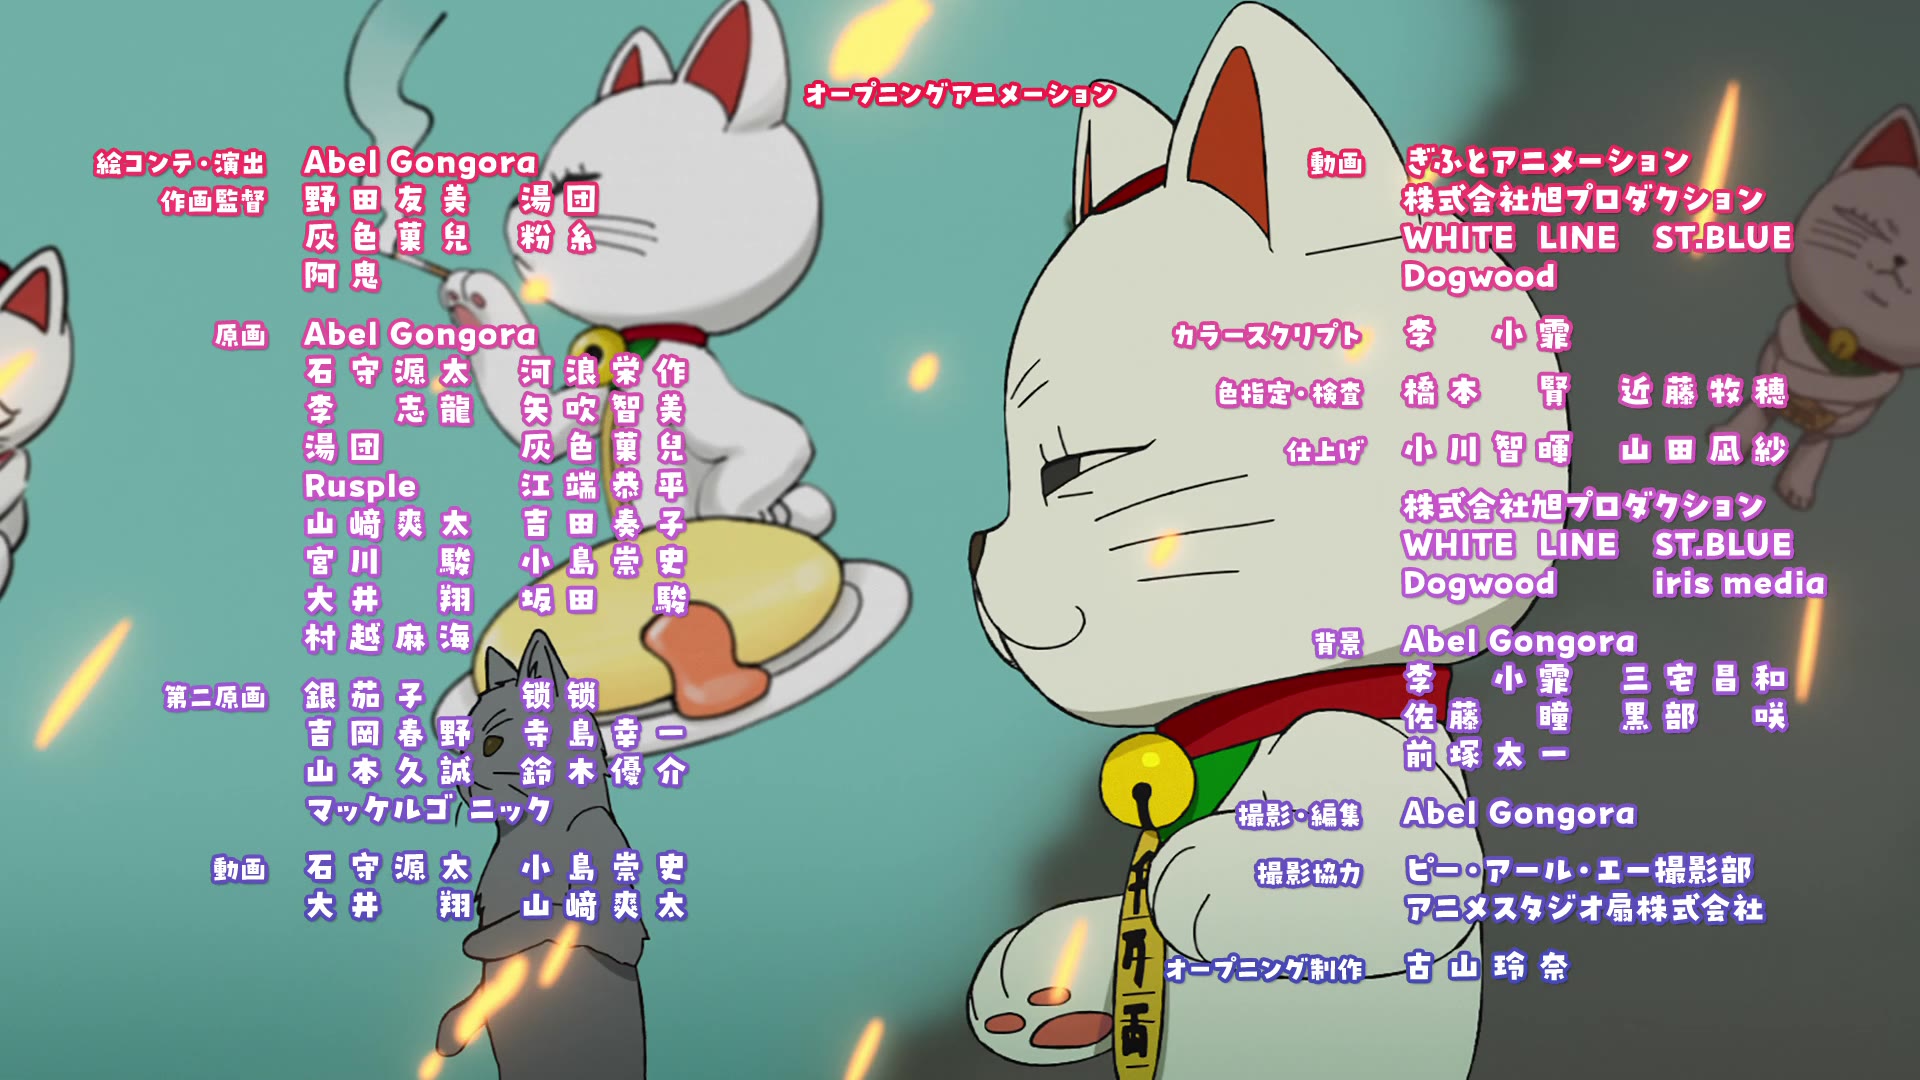 オープニングアニメーション
絵コンテ・演出 Abel Gongora
作画監督 野田友美 湯団
灰色菓兒 粉糸
阿鬼
原画 Abel Gongora
石守源太 河浪栄作
李志龍 矢吹智美
湯団 灰色菓兒
Rusple 江端恭平
山﨑爽太 吉田奏子
宮川駿 小島崇史
大井翔 坂田駿
村越麻海
第二原画 銀茄子 锁锁
吉岡春野 寺島幸一
山本久誠 鈴木優介
マッケルゴ ニック
動画 石守源太 小島崇史
大井翔 山﨑爽太
動画 ぎふとアニメーション
株式会社旭プロダクション
WHITE LINE ST.BLUE
Dogwood
カラースクリプト 李小霏
色指定・検査 橋本賢 近藤牧穂
仕上げ 小川智暉 山田凪紗
株式会社旭プロダクション
WHITE LINE ST.BLUE
Dogwood iris media
背景 Abel Gongora
李小霏 三宅昌和
佐藤瞳 黒部咲
前塚太一
撮影・編集 Abel Gongora
撮影協力 ピー・アール・エー撮影部
アニメスタジオ扇株式会社
オープニング制作 古山玲奈
千万両